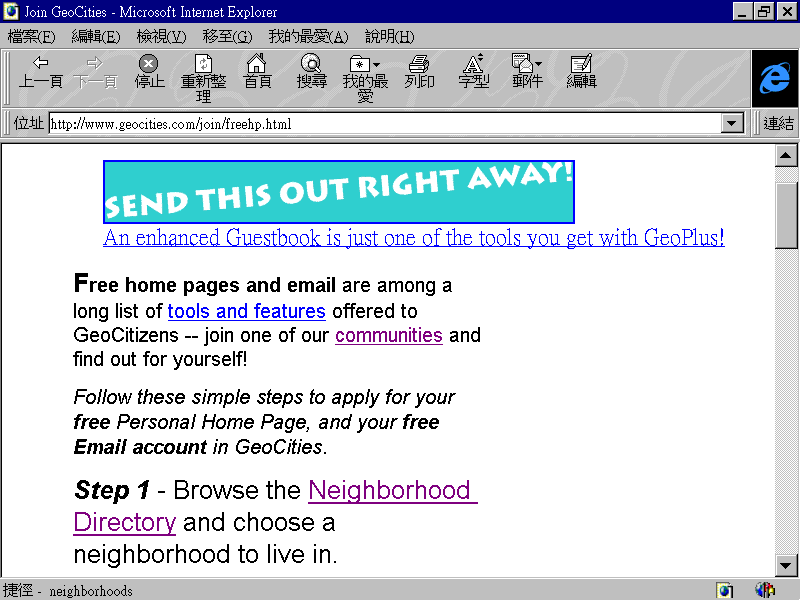 Join GeoCities - Microsoft Internet Explorer
檔案(F) 編輯(E) 檢視(V) 移至(G) 我的最愛(A) 說明(H)
上一頁 下一頁 停止 重新整理 首頁 搜尋 我的最愛 列印 字型 郵件 編輯
位址 http://www.geocities.com/join/freehp.html 連結
SEND THIS OUT RIGHT AWAY!
An enhanced Guestbook is just one of the tools you get with GeoPlus!
Free home pages and email are among a
long list of tools and features offered to
GeoCitizens -- join one of our communities and
find out for yourself!
Follow these simple steps to apply for your
free Personal Home Page, and your free
Email account in GeoCities.
Step 1 - Browse the Neighborhood
Directory and choose a
neighborhood to live in.
捷徑 - neighborhoods